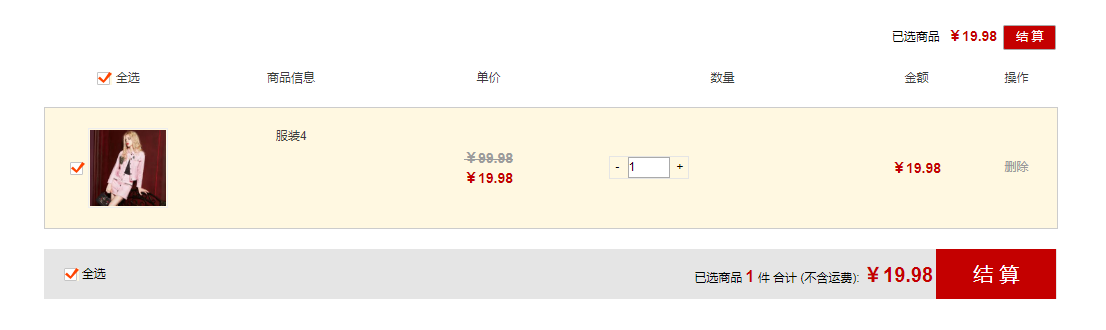 已选商品 ￥19.98 结 算
全选 商品信息 单价 数量 金额 操作
服装4
￥99.98
￥19.98
- 1 +
￥19.98
删除
全选 已选商品 1 件 合计 (不含运费): ￥19.98 结 算